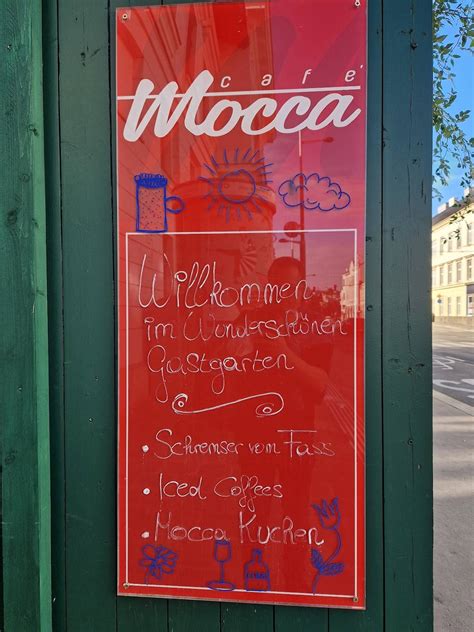 café
Mocca
Willkommen
im Wunderschönen
Gastgarten
• Schremser vom Fass
• Iced Coffees
• Mocca Kuchen